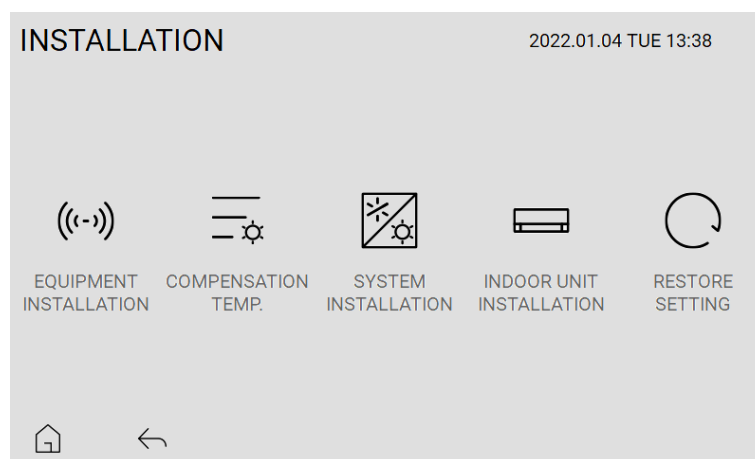 INSTALLATION
2022.01.04 TUE 13:38
EQUIPMENT
INSTALLATION
COMPENSATION
TEMP.
SYSTEM
INSTALLATION
INDOOR UNIT
INSTALLATION
RESTORE
SETTING